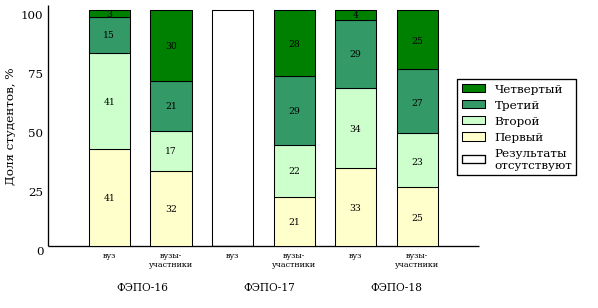 100
75
50
25
0
Доля студентов, %
3
15
41
41
30
21
17
32
28
29
22
21
4
29
34
33
25
27
23
25
вуз
вузы-
участники
вуз
вузы-
участники
вуз
вузы-
участники
ФЭПО-16
ФЭПО-17
ФЭПО-18
Четвертый
Третий
Второй
Первый
Результаты
отсутствуют